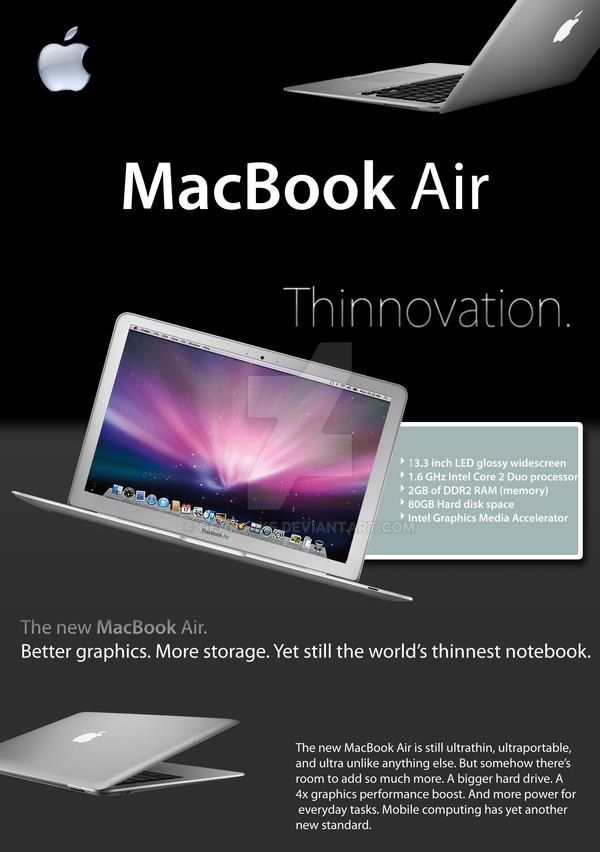 MacBook Air
Thinnovation.
13.3 inch LED glossy widescreen
1.6 GHz Intel Core 2 Duo processor
2GB of DDR2 RAM (memory)
80GB Hard disk space
Intel Graphics Media Accelerator
MacBook Air
The new MacBook Air.
Better graphics. More storage. Yet still the world's thinnest notebook.
The new MacBook Air is still ultrathin, ultraportable,
and ultra unlike anything else. But somehow there's
room to add so much more. A bigger hard drive. A
4x graphics performance boost. And more power for
everyday tasks. Mobile computing has yet another
new standard.